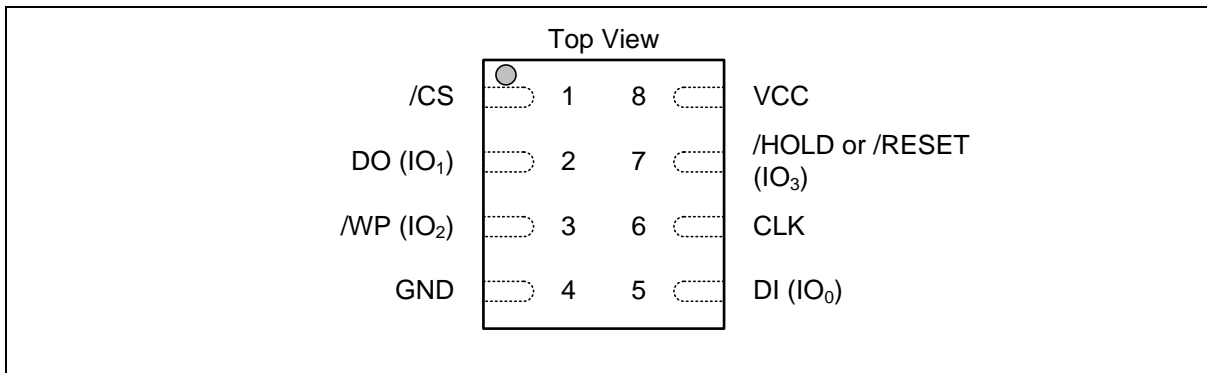 Top View
/CS 1 8 VCC
DO (IO₁) 2 7 /HOLD or /RESET
(IO₃)
/WP (IO₂) 3 6 CLK
GND 4 5 DI (IO₀)